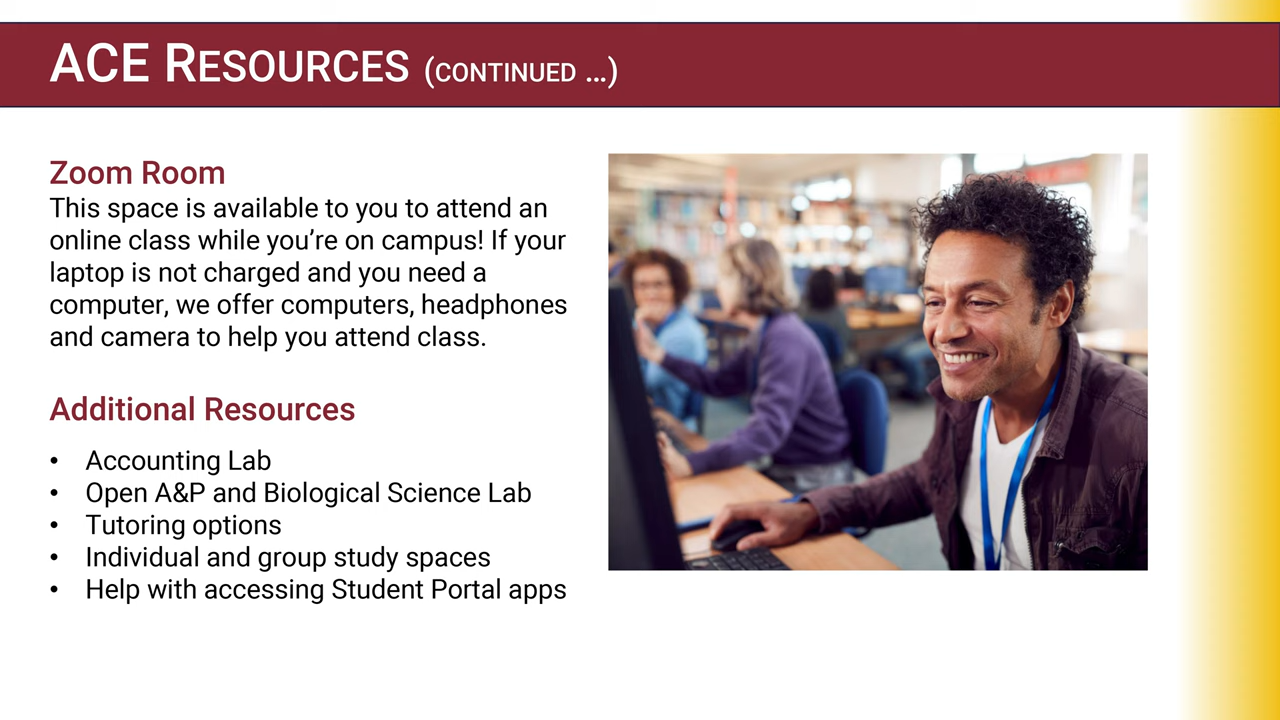 ACE RESOURCES (CONTINUED ...)
Zoom Room
This space is available to you to attend an
online class while you're on campus! If your
laptop is not charged and you need a
computer, we offer computers, headphones
and camera to help you attend class.
Additional Resources
• Accounting Lab
• Open A&P and Biological Science Lab
• Tutoring options
• Individual and group study spaces
• Help with accessing Student Portal apps